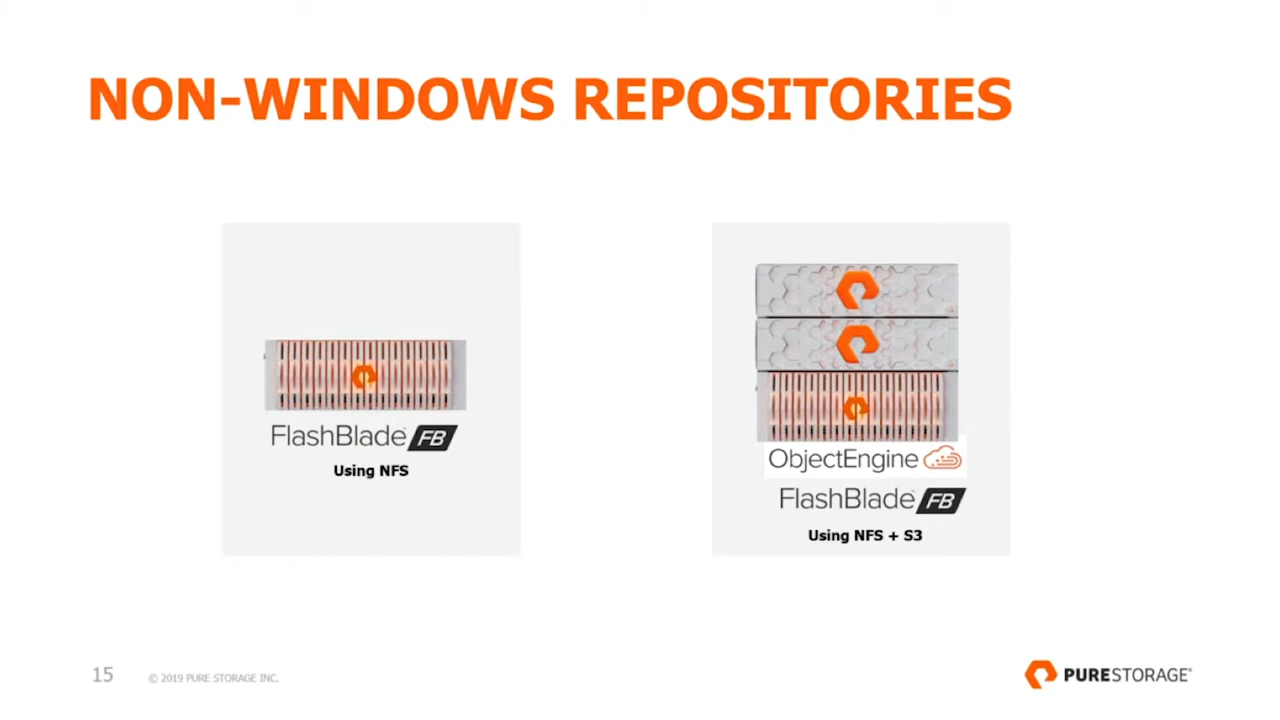 NON-WINDOWS REPOSITORIES
FlashBlade FB
Using NFS
ObjectEngine
FlashBlade FB
Using NFS + S3
15
© 2019 PURE STORAGE INC.
PURESTORAGE®